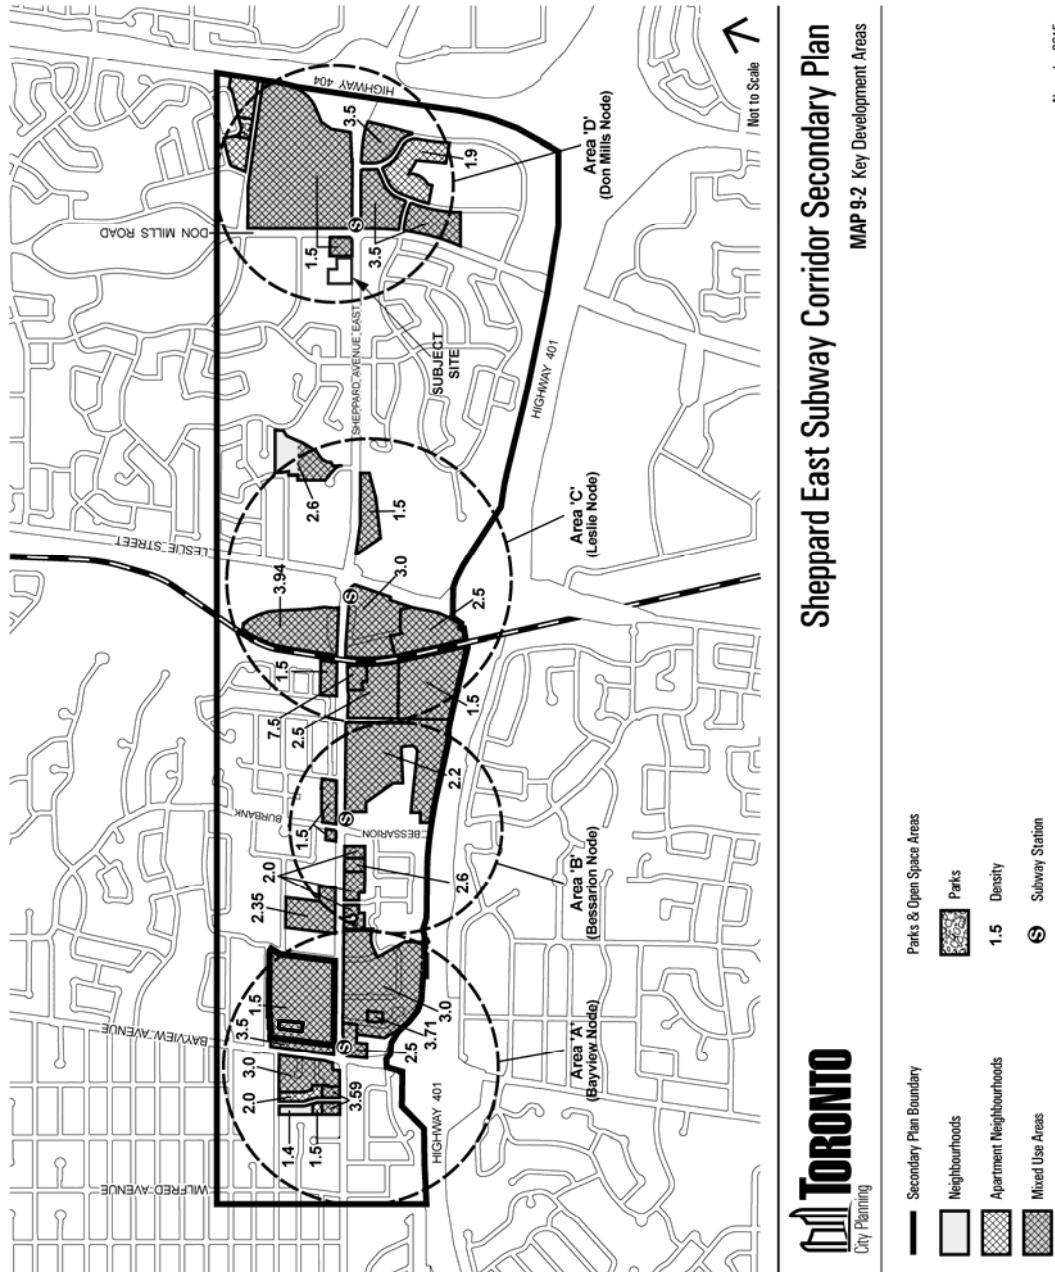 HIGHWAY 404
3.5
1.9
Area 'D'
(Don Mills Node)
Not to Scale
DON MILLS ROAD
1.5
3.5
SHEPPARD AVENUE EAST
SUBJECT
SITE
HIGHWAY 401
2.6
1.5
Area 'C'
(Leslie Node)
LESLIE STREET
3.94
3.0
2.5
1.5
7.5
2.5
1.5
2.2
BURBANK
BESSARION
1.5
2.0
2.6
2.35
Area 'B'
(Bessarion Node)
BAYVIEW AVENUE
1.5
3.5
3.0
3.71
2.5
3.0
2.0
3.59
1.4
1.5
Area 'A'
(Bayview Node)
HIGHWAY 401
WILFRED AVENUE
TORONTO
City Planning
Sheppard East Subway Corridor Secondary Plan
MAP 9-2 Key Development Areas
Secondary Plan Boundary
Neighbourhoods
Apartment Neighbourhoods
Mixed Use Areas
Parks & Open Space Areas
Parks
1.5 Density
S Subway Station